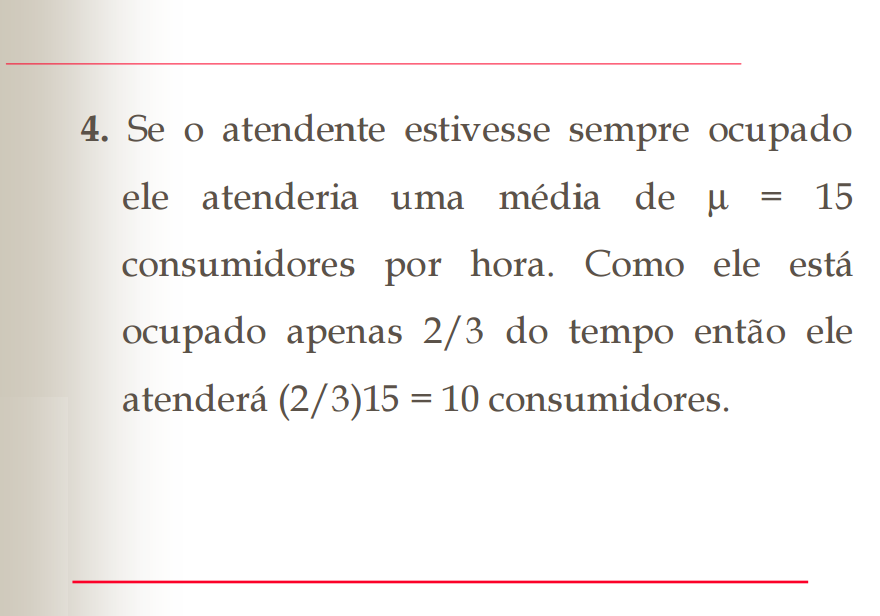 4. Se o atendente estivesse sempre ocupado
ele atenderia uma média de μ = 15
consumidores por hora. Como ele está
ocupado apenas 2/3 do tempo então ele
atenderá (2/3)15 = 10 consumidores.